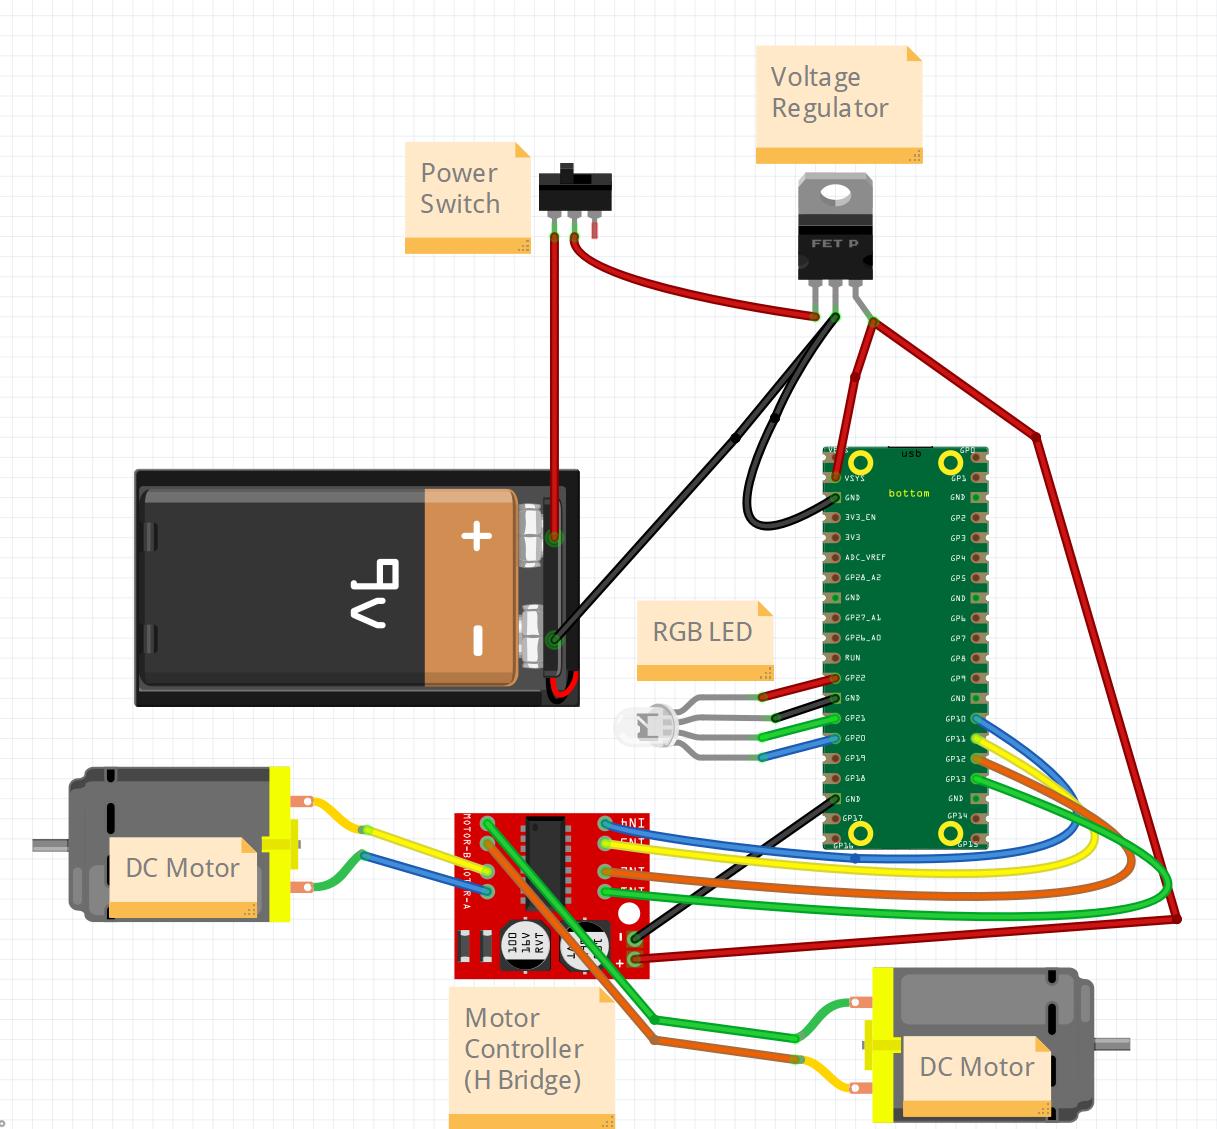 Voltage
Regulator
Power
Switch
FET P
usb
bottom
VBUS
VSYS
GND
3V3_EN
3V3
ADC_VREF
GP28_A2
GND
GP27_A1
GP26_A0
RUN
GP22
GND
GP21
GP20
GP19
GP18
GND
GP17
GP16
GP0
GP1
GND
GP2
GP3
GP4
GP5
GND
GP6
GP7
GP8
GP9
GND
GP10
GP11
GP12
GP13
GND
GP14
GP15
9V
+
-
RGB LED
DC Motor
MOTOR-B
MOTOR-A
IN4
IN3
IN2
IN1
-
+
100
16V
RVT
Motor
Controller
(H Bridge)
DC Motor